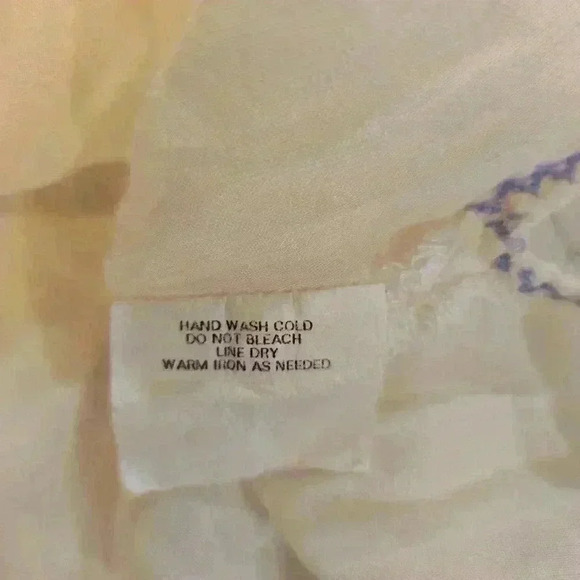 HAND WASH COLD
DO NOT BLEACH
LINE DRY
WARM IRON AS NEEDED